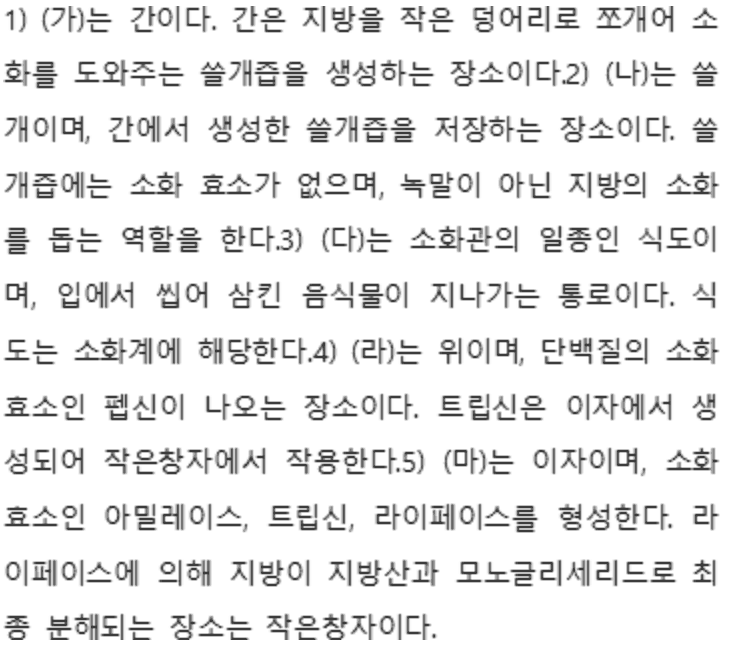 1) (가)는 간이다. 간은 지방을 작은 덩어리로 쪼개어 소
화를 도와주는 쓸개즙을 생성하는 장소이다.2) (나)는 쓸
개이며, 간에서 생성한 쓸개즙을 저장하는 장소이다. 쓸
개즙에는 소화 효소가 없으며, 녹말이 아닌 지방의 소화
를 돕는 역할을 한다.3) (다)는 소화관의 일종인 식도이
며, 입에서 씹어 삼킨 음식물이 지나가는 통로이다. 식
도는 소화계에 해당한다.4) (라)는 위이며, 단백질의 소화
효소인 펩신이 나오는 장소이다. 트립신은 이자에서 생
성되어 작은창자에서 작용한다.5) (마)는 이자이며, 소화
효소인 아밀레이스, 트립신, 라이페이스를 형성한다. 라
이페이스에 의해 지방이 지방산과 모노글리세리드로 최
종 분해되는 장소는 작은창자이다.